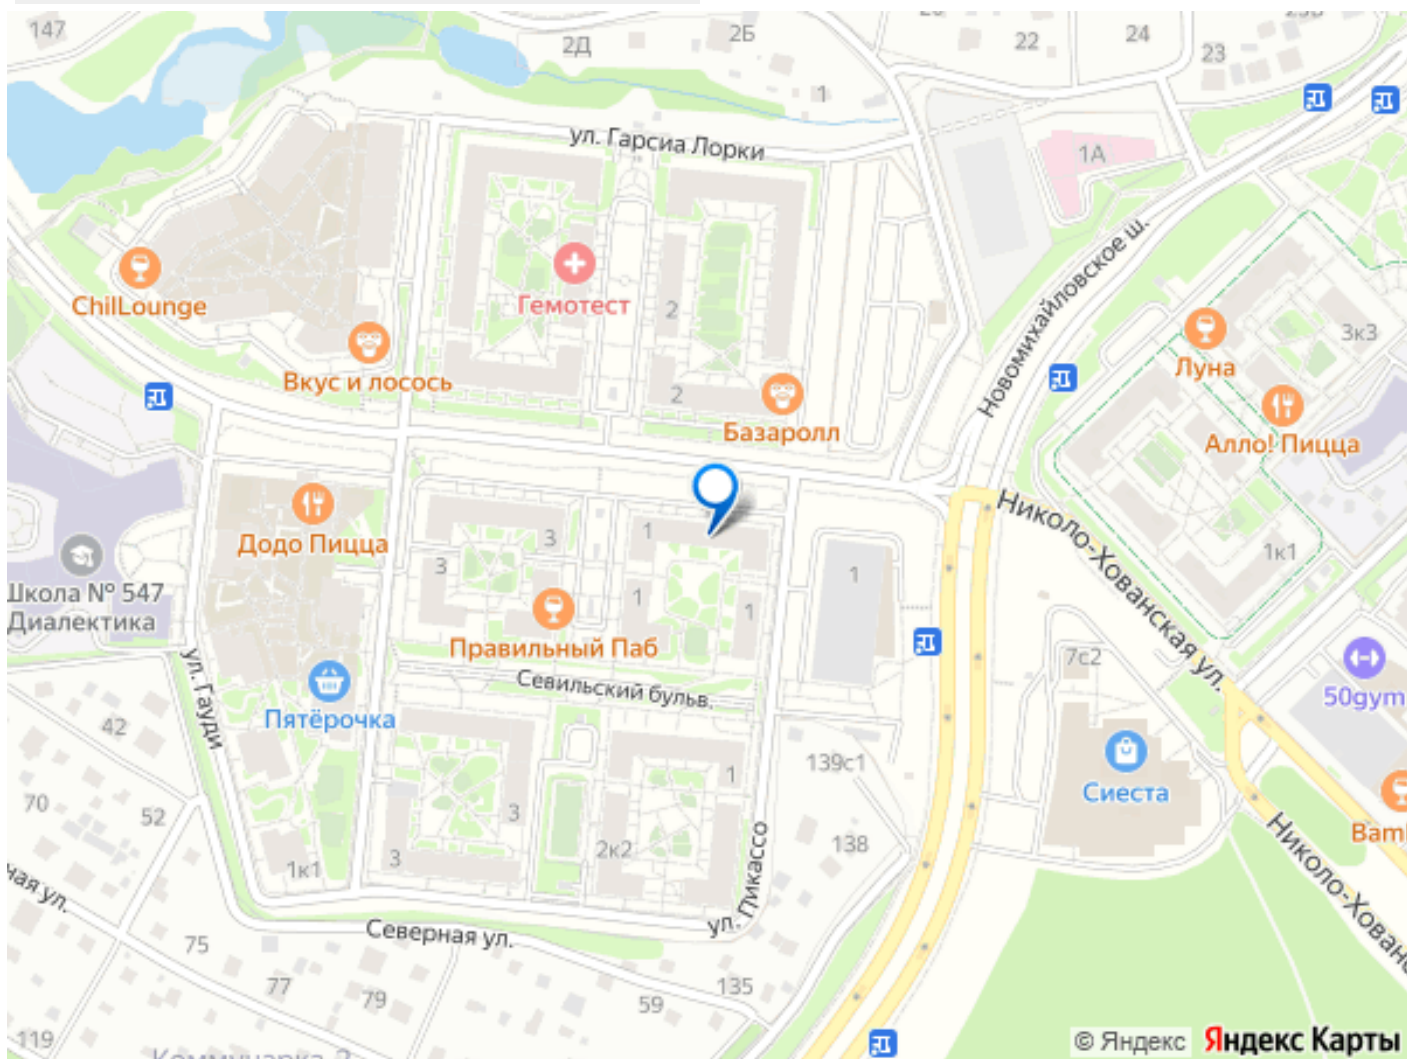 147
2Д
2Б
22
24
23
1
ул. Гарсиа Лорки
1А
ChilLounge
Гемотест
2
Новомихайловское ш.
Луна
3к3
Вкус и лосось
2
Базаролл
Алло! Пицца
Додо Пицца
3
3
1
1
1
1
Николо-Хованская ул.
1к1
Школа № 547
Диалектика
Правильный Паб
7с2
50gym
ул. Гауди
Пятёрочка
Севильский бульв.
42
139с1
Сиеста
70
52
1
3
3
2к2
138
1к1
ул. Пикассо
Северная ул.
75
77
79
59
135
119
© Яндекс Яндекс Карты